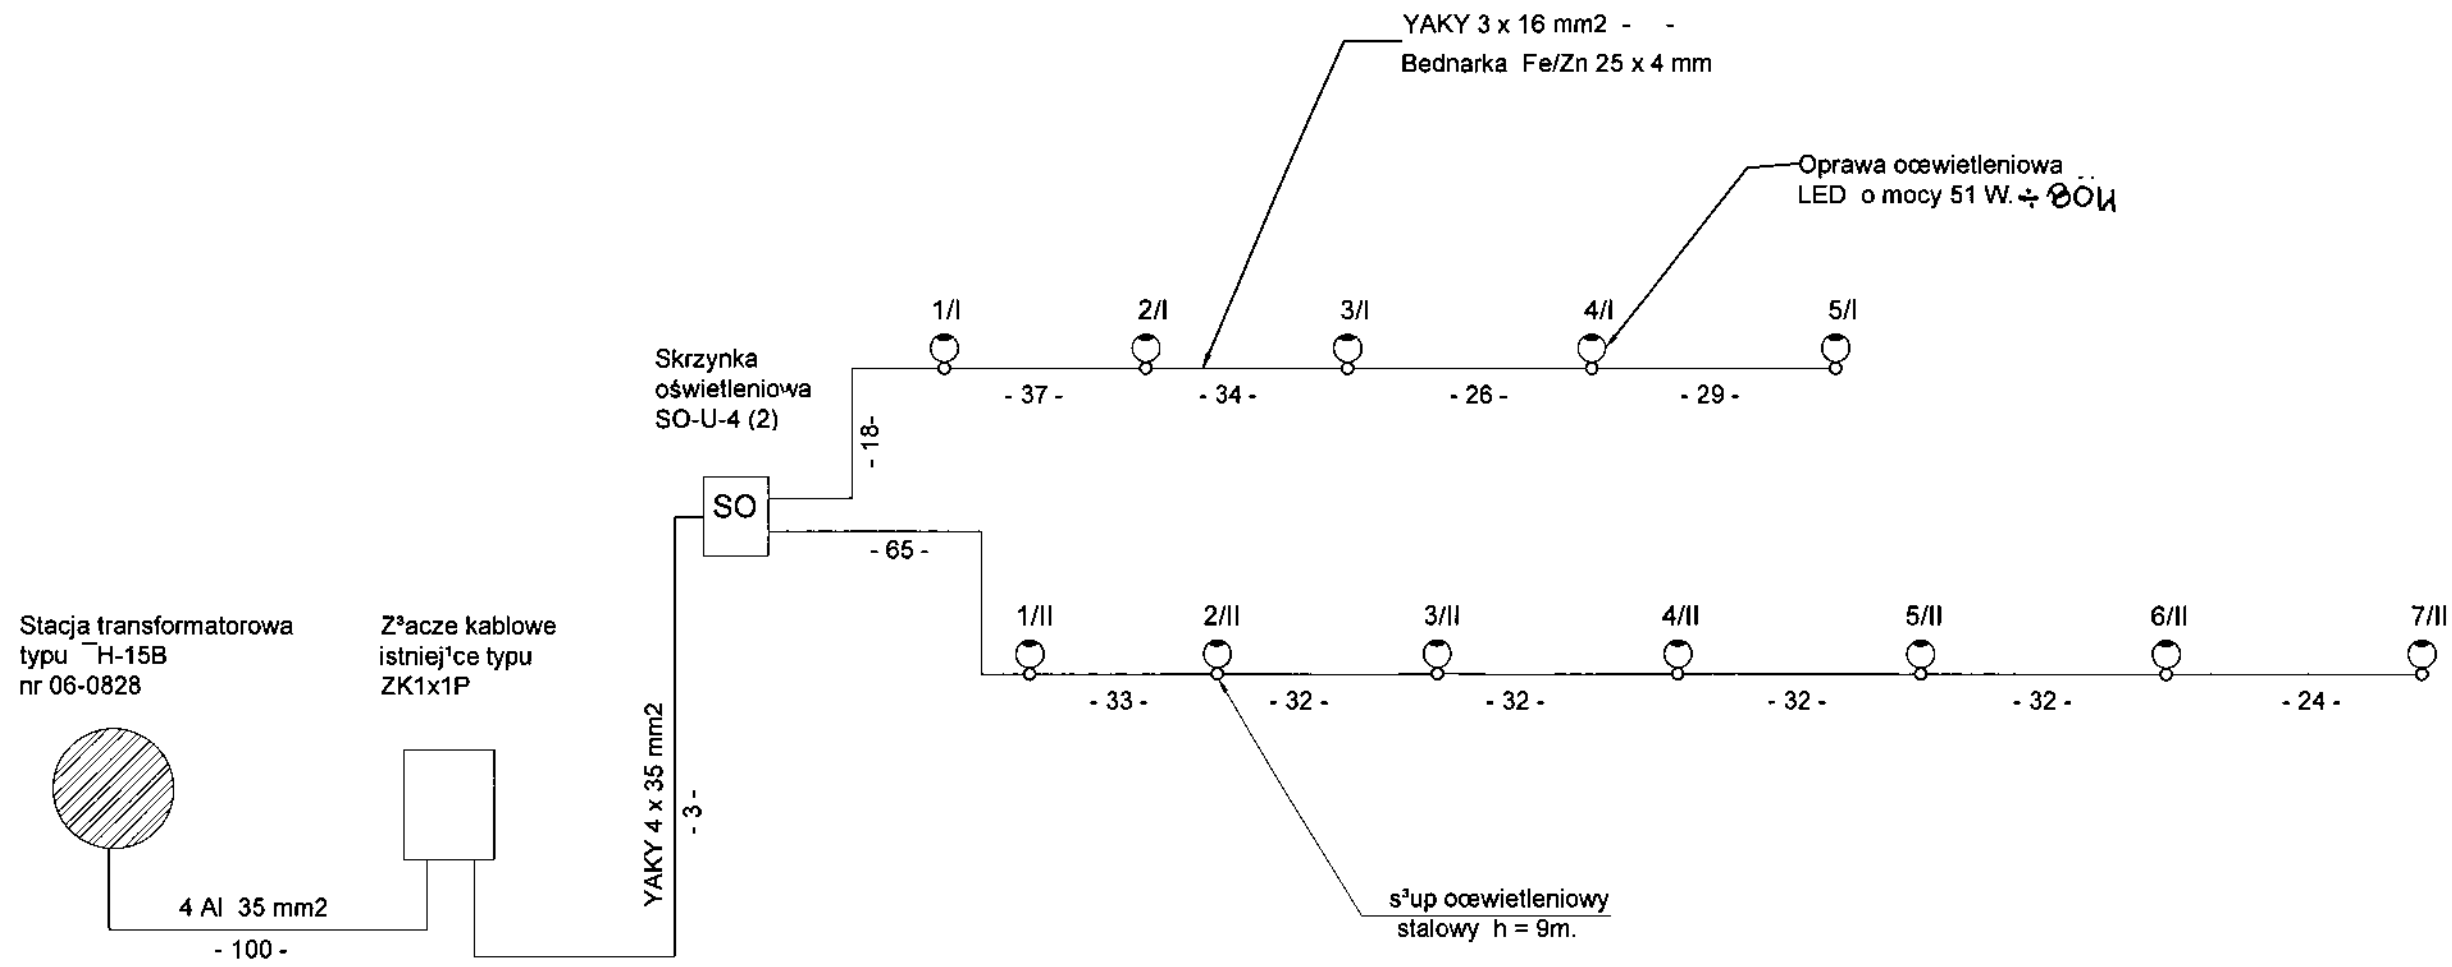 YAKY 3 x 16 mm2 - -
Bednarka Fe/Zn 25 x 4 mm
Oprawa oœwietleniowa
LED o mocy 51 W. ÷ 80W
1/I
2/I
3/I
4/I
5/I
- 37 -
- 34 -
- 26 -
- 29 -
Skrzynka
oświetleniowa
SO-U-4 (2)
- 18-
SO
- 65 -
1/II
2/II
3/II
4/II
5/II
6/II
7/II
- 33 -
- 32 -
- 32 -
- 32 -
- 32 -
- 24 -
Stacja transformatorowa
typu ¯H-15B
nr 06-0828
Z³acze kablowe
istniej¹ce typu
ZK1x1P
YAKY 4 x 35 mm2
- 3 -
4 Al 35 mm2
- 100 -
s³up oœwietleniowy
stalowy h = 9m.